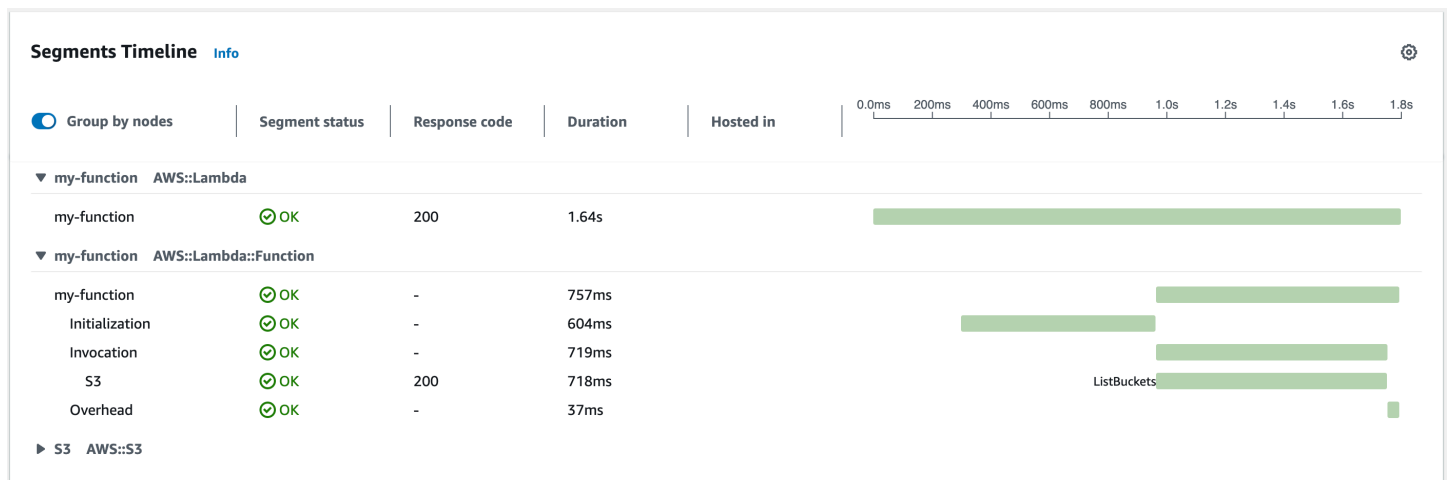 Segments Timeline Info
0.0ms 200ms 400ms 600ms 800ms 1.0s 1.2s 1.4s 1.6s 1.8s
Group by nodes Segment status Response code Duration Hosted in
my-function AWS::Lambda
my-function OK 200 1.64s
my-function AWS::Lambda::Function
my-function OK - 757ms
Initialization OK - 604ms
Invocation OK - 719ms
S3 OK 200 718ms ListBuckets
Overhead OK - 37ms
S3 AWS::S3